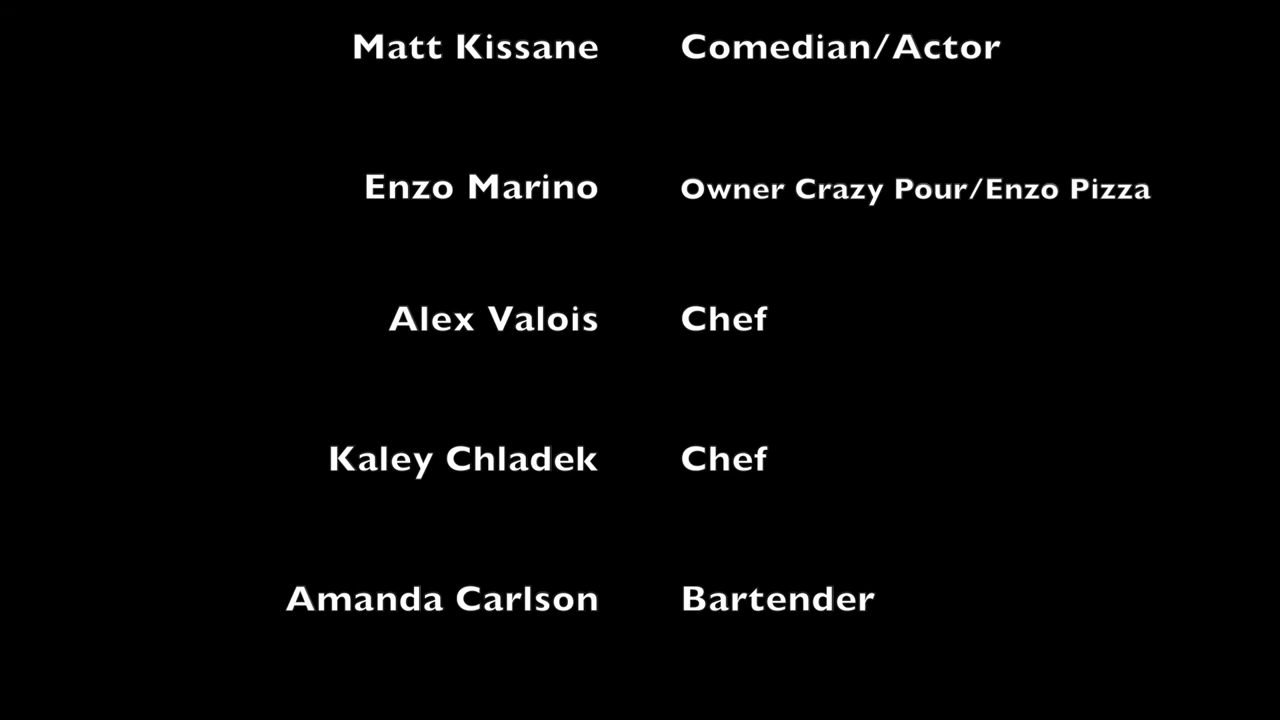 Matt Kissane Comedian/Actor
Enzo Marino Owner Crazy Pour/Enzo Pizza
Alex Valois Chef
Kaley Chladek Chef
Amanda Carlson Bartender